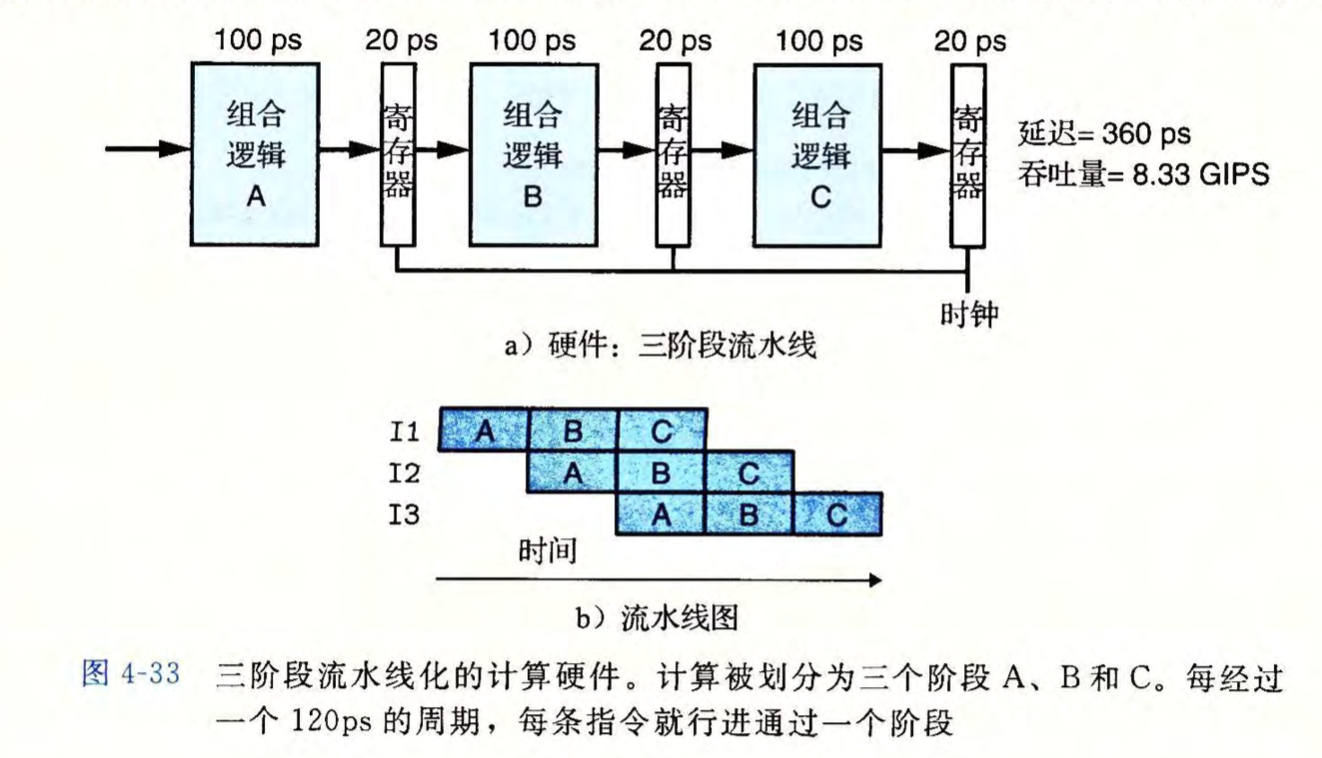 100 ps 20 ps 100 ps 20 ps 100 ps 20 ps
组合
逻辑
A
寄存器
组合
逻辑
B
寄存器
组合
逻辑
C
寄存器
延迟= 360 ps
吞吐量= 8.33 GIPS
时钟
a）硬件：三阶段流水线
I1 A B C
I2 A B C
I3 A B C
时间
b）流水线图
图 4-33 三阶段流水线化的计算硬件。计算被划分为三个阶段 A、B 和 C。每经过
一个 120ps 的周期，每条指令就行进通过一个阶段